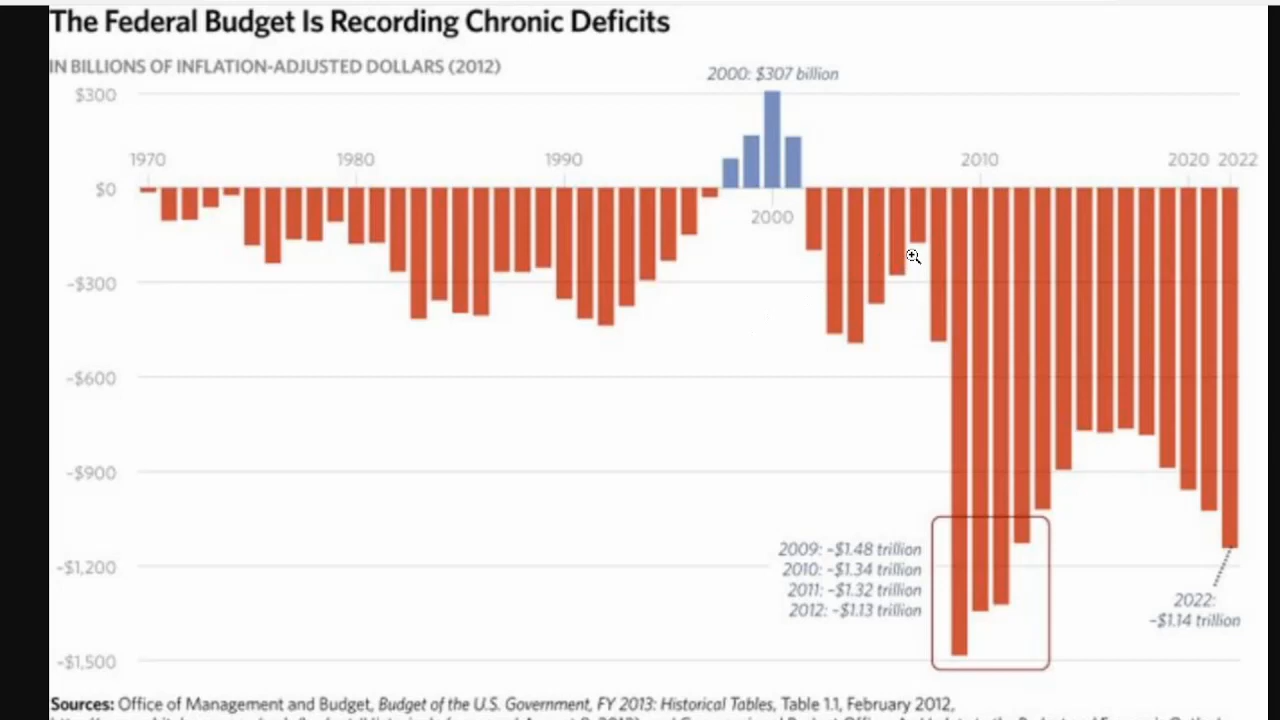 The Federal Budget Is Recording Chronic Deficits
IN BILLIONS OF INFLATION-ADJUSTED DOLLARS (2012)
2000: $307 billion
$300
1970 1980 1990 2010 2020 2022
$0
2000
-$300
-$600
-$900
2009: -$1.48 trillion
2010: -$1.34 trillion
2011: -$1.32 trillion
2012: -$1.13 trillion
-$1,200
2022:
-$1.14 trillion
-$1,500
Sources: Office of Management and Budget, Budget of the U.S. Government, FY 2013: Historical Tables, Table 1.1, February 2012,